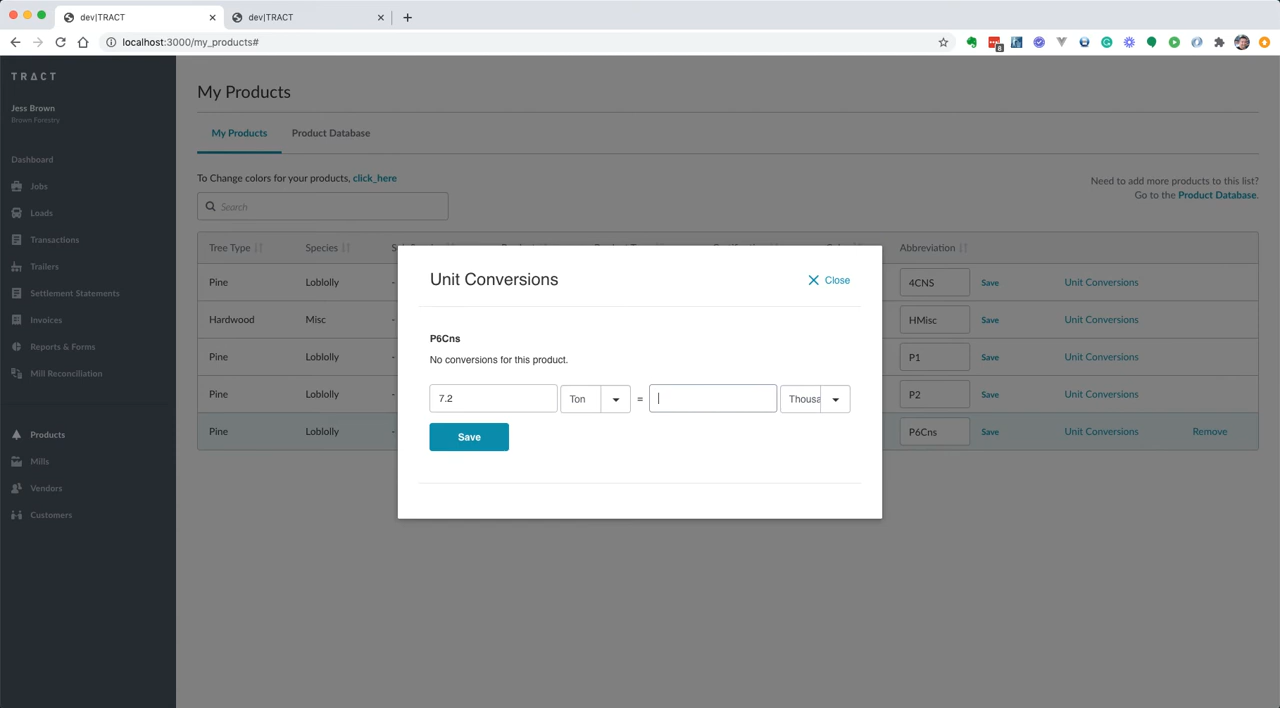 dev|TRACT
dev|TRACT
localhost:3000/my_products#
8
TRACT
Jess Brown
Brown Forestry
Dashboard
Jobs
Loads
Transactions
Trailers
Settlement Statements
Invoices
Reports & Forms
Mill Reconciliation
Products
Mills
Vendors
Customers
My Products
My Products Product Database
To Change colors for your products, click_here
Need to add more products to this list?
Go to the Product Database.
Search
Tree Type Species Abbreviation
Pine Loblolly - 4CNS Save Unit Conversions
Hardwood Misc - HMisc Save Unit Conversions
Pine Loblolly - P1 Save Unit Conversions
Pine Loblolly - P2 Save Unit Conversions
Pine Loblolly - P6Cns Save Unit Conversions Remove
Unit Conversions
Close
P6Cns
No conversions for this product.
7.2 Ton = Thousa
Save